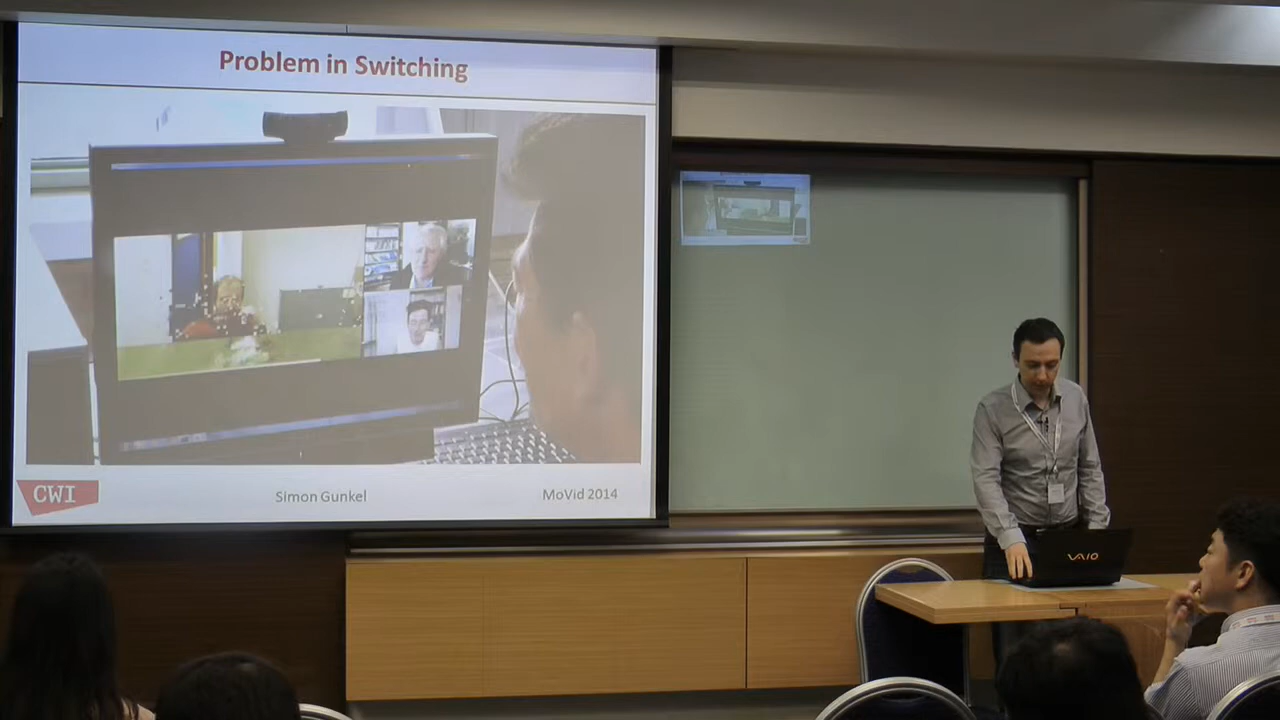 Problem in Switching
CWI
Simon Gunkel
MoVid 2014
VAIO